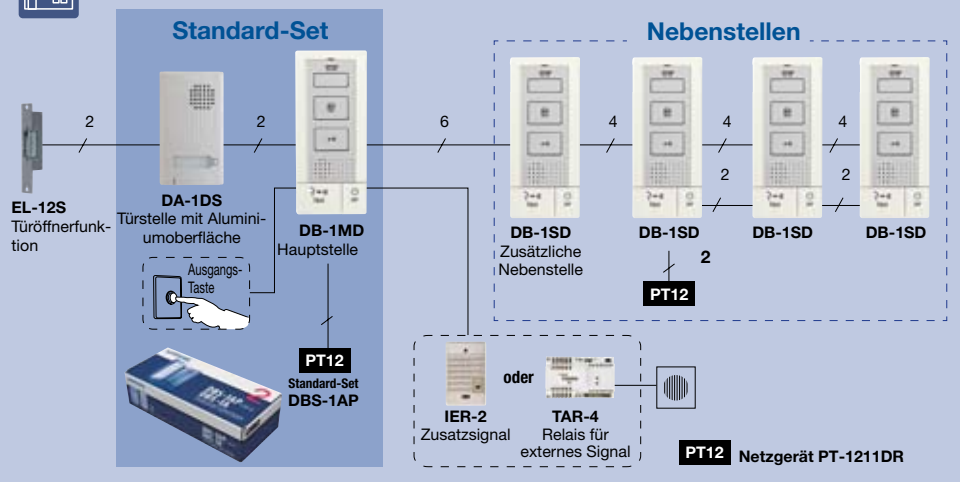 Standard-Set
Nebenstellen
2
2
6
4
4
4
2
2
EL-12S
Türöffnerfunk-
tion
DA-1DS
Türstelle mit Alumini-
umoberfläche
DB-1MD
Hauptstelle
DB-1SD
Zusätzliche
Nebenstelle
DB-1SD
DB-1SD
DB-1SD
2
PT12
Ausgangs-
Taste
PT12
Standard-Set
DBS-1AP
oder
IER-2
Zusatzsignal
TAR-4
Relais für
externes Signal
PT12 Netzgerät PT-1211DR